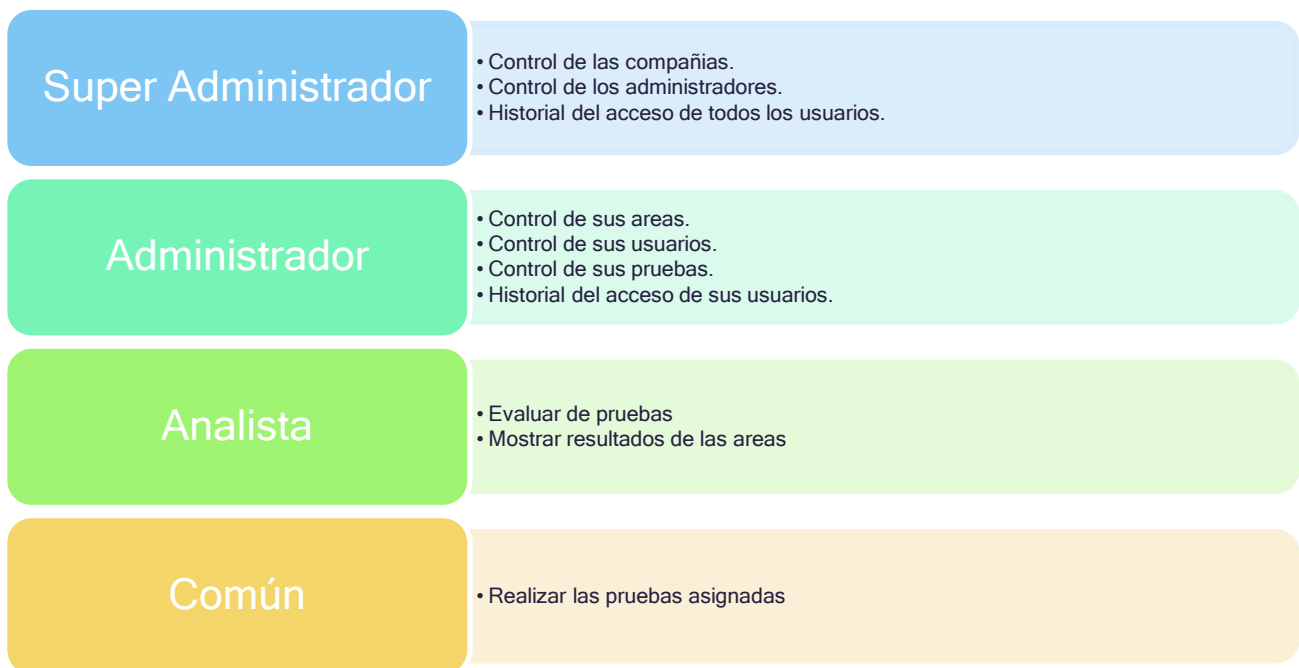 Super Administrador
• Control de las compañias.
• Control de los administradores.
• Historial del acceso de todos los usuarios.
Administrador
• Control de sus areas.
• Control de sus usuarios.
• Control de sus pruebas.
• Historial del acceso de sus usuarios.
Analista
• Evaluar de pruebas
• Mostrar resultados de las areas
Común
• Realizar las pruebas asignadas